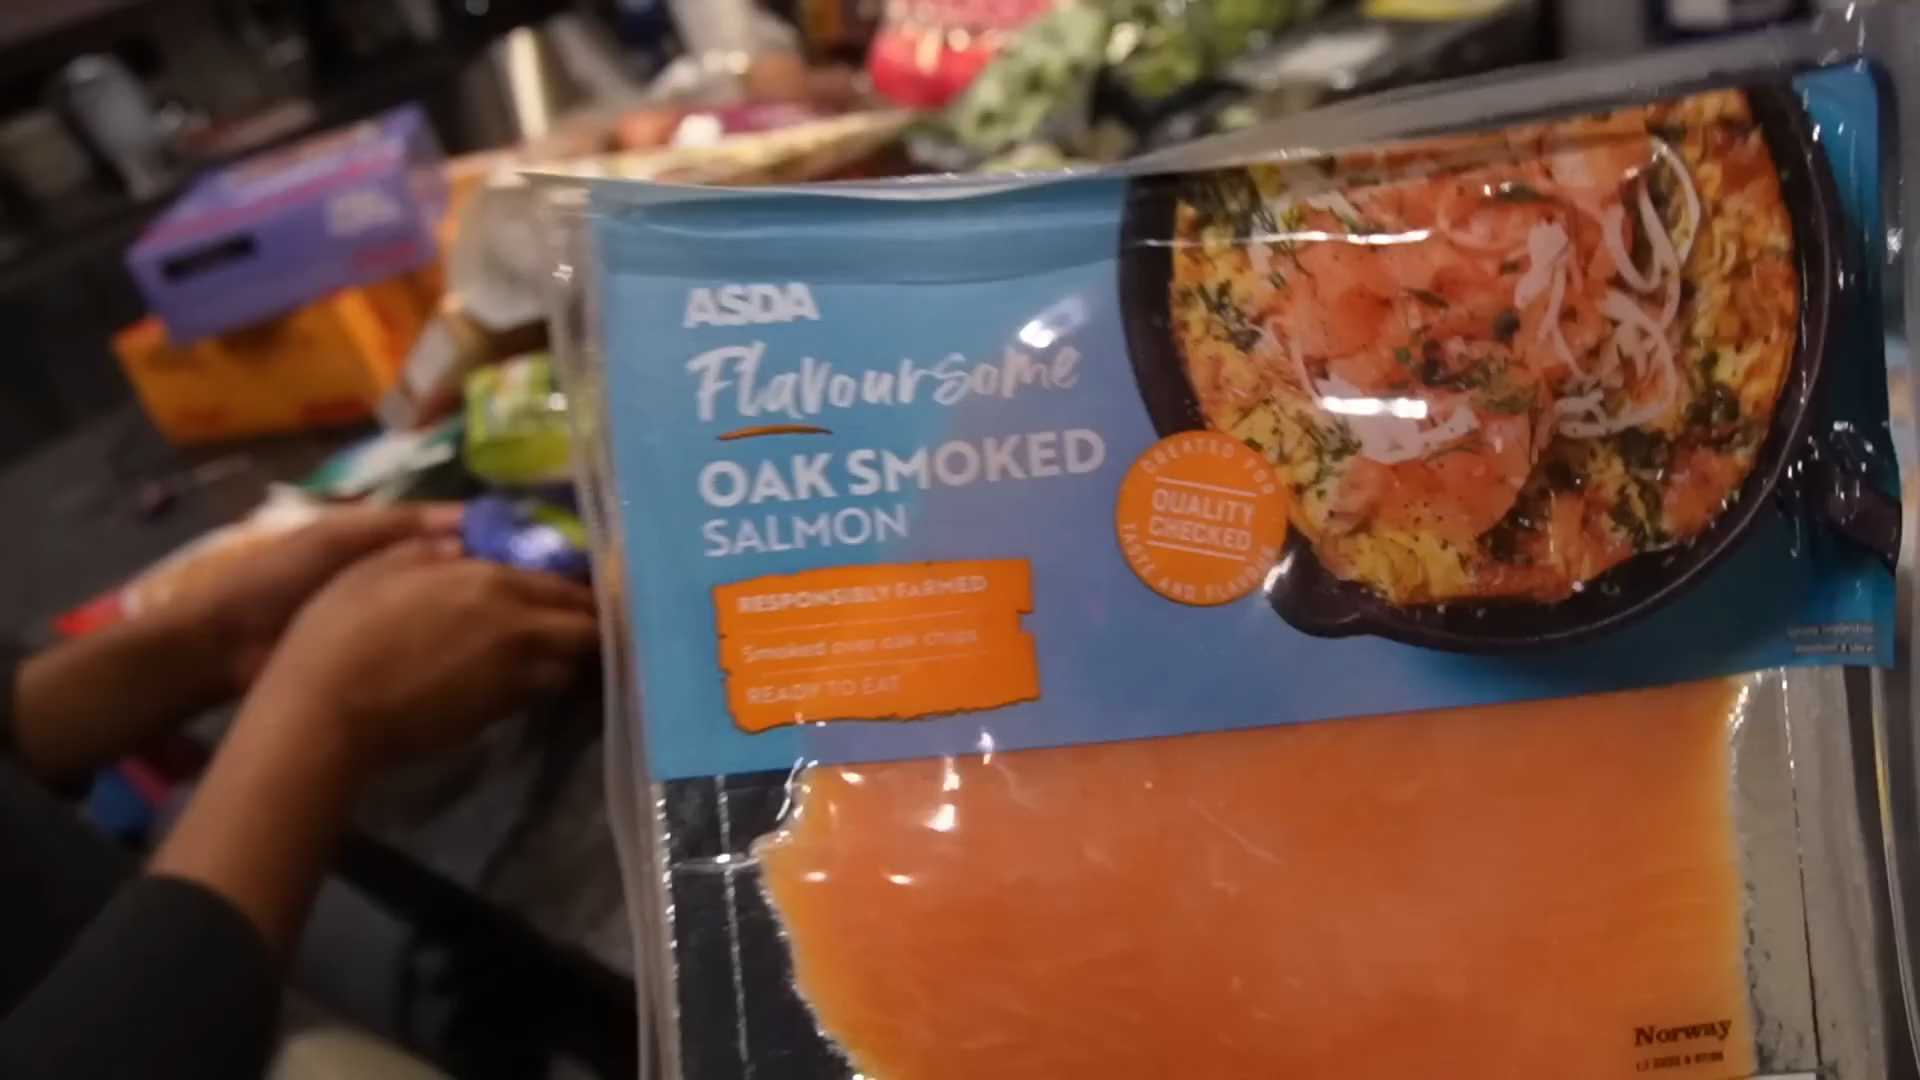 ASDA
Flavoursome
OAK SMOKED
SALMON
RESPONSIBLY FARMED
Smoked over oak chips
READY TO EAT
CREATED FOR
QUALITY
CHECKED
TASTE AND FLAVOUR
Norway